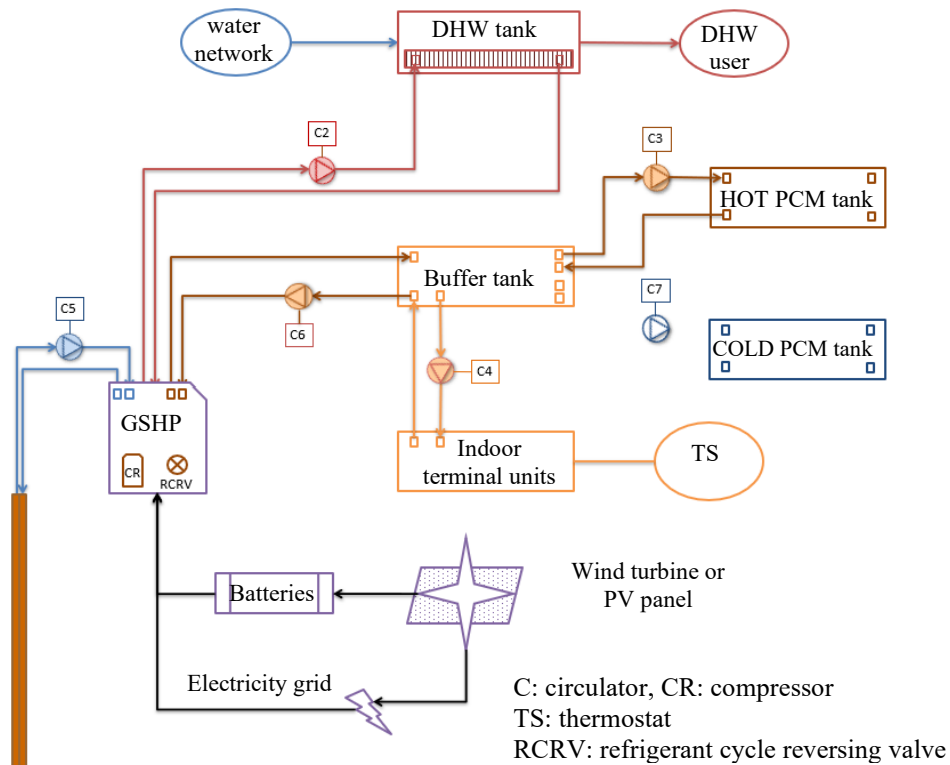 water
network
DHW tank
DHW
user
C2
C3
HOT PCM tank
Buffer tank
C7
C5
C6
COLD PCM tank
C4
GSHP
CR
RCRV
Indoor
terminal units
TS
Batteries
Wind turbine or
PV panel
Electricity grid
C: circulator, CR: compressor
TS: thermostat
RCRV: refrigerant cycle reversing valve